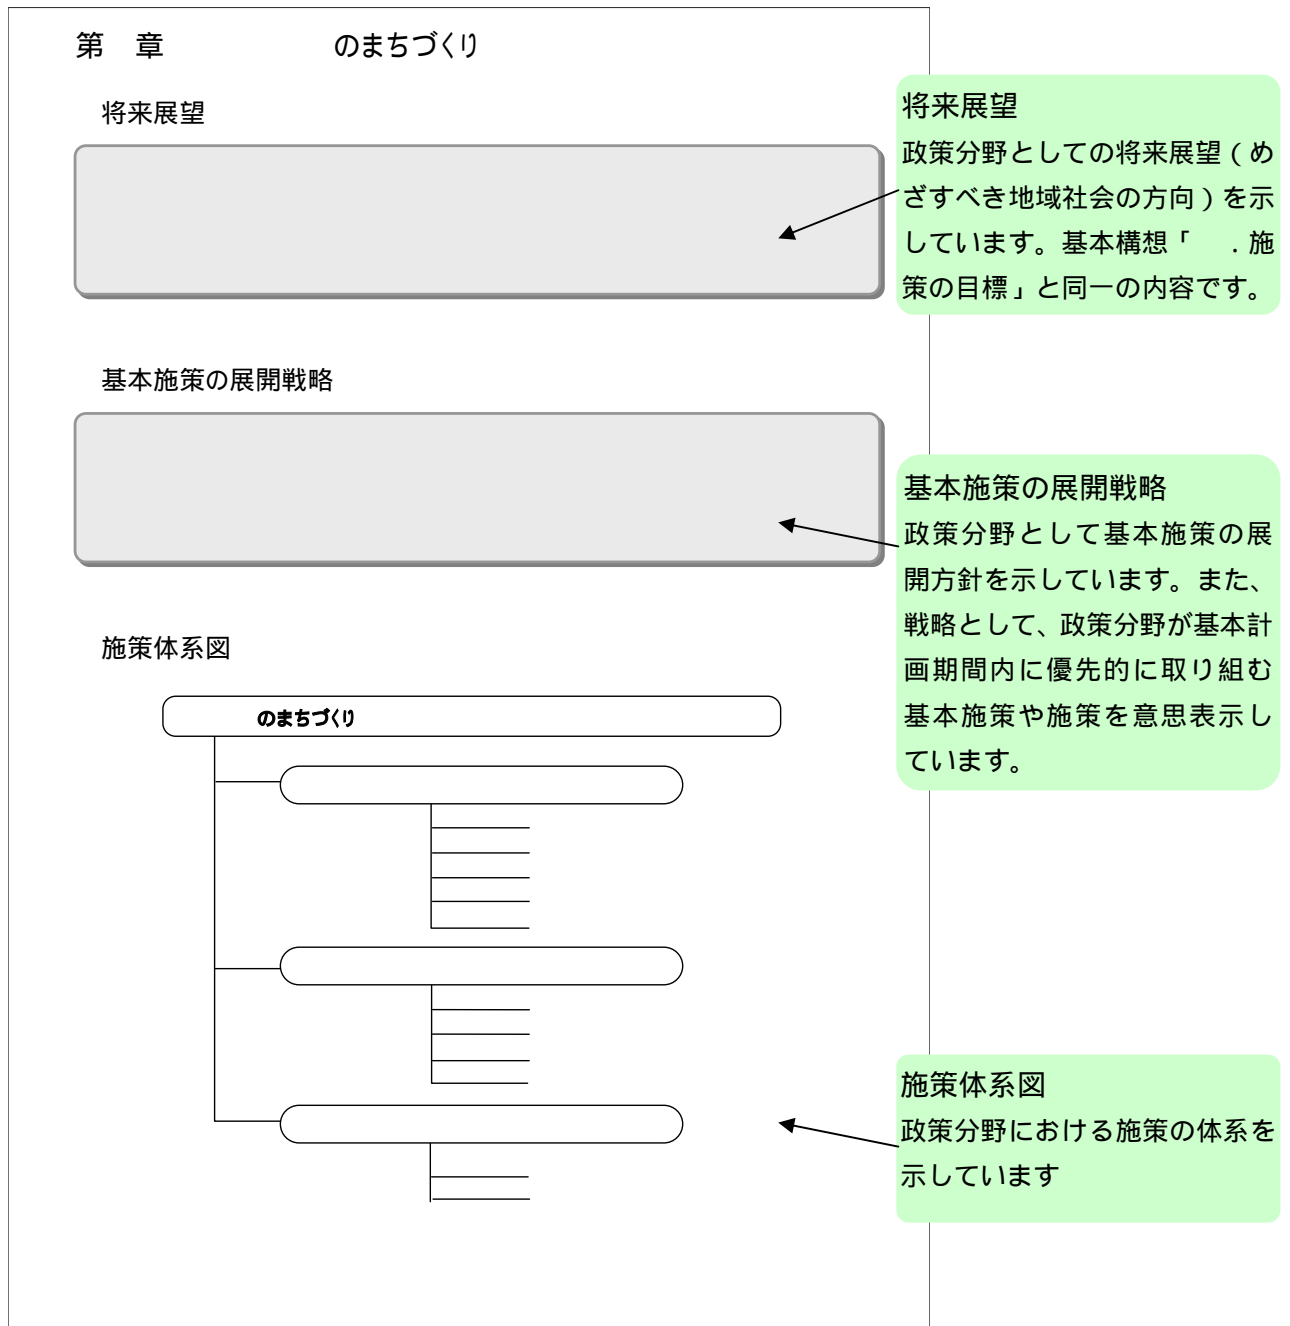 第　章　　　　　　のまちづくり
将来展望
基本施策の展開戦略
施策体系図
のまちづくり
将来展望
政策分野としての将来展望（め
ざすべき地域社会の方向）を示
しています。基本構想「　　．施
策の目標」と同一の内容です。
基本施策の展開戦略
政策分野として基本施策の展
開方針を示しています。また、
戦略として、政策分野が基本計
画期間内に優先的に取り組む
基本施策や施策を意思表示し
ています。
施策体系図
政策分野における施策の体系を
示しています